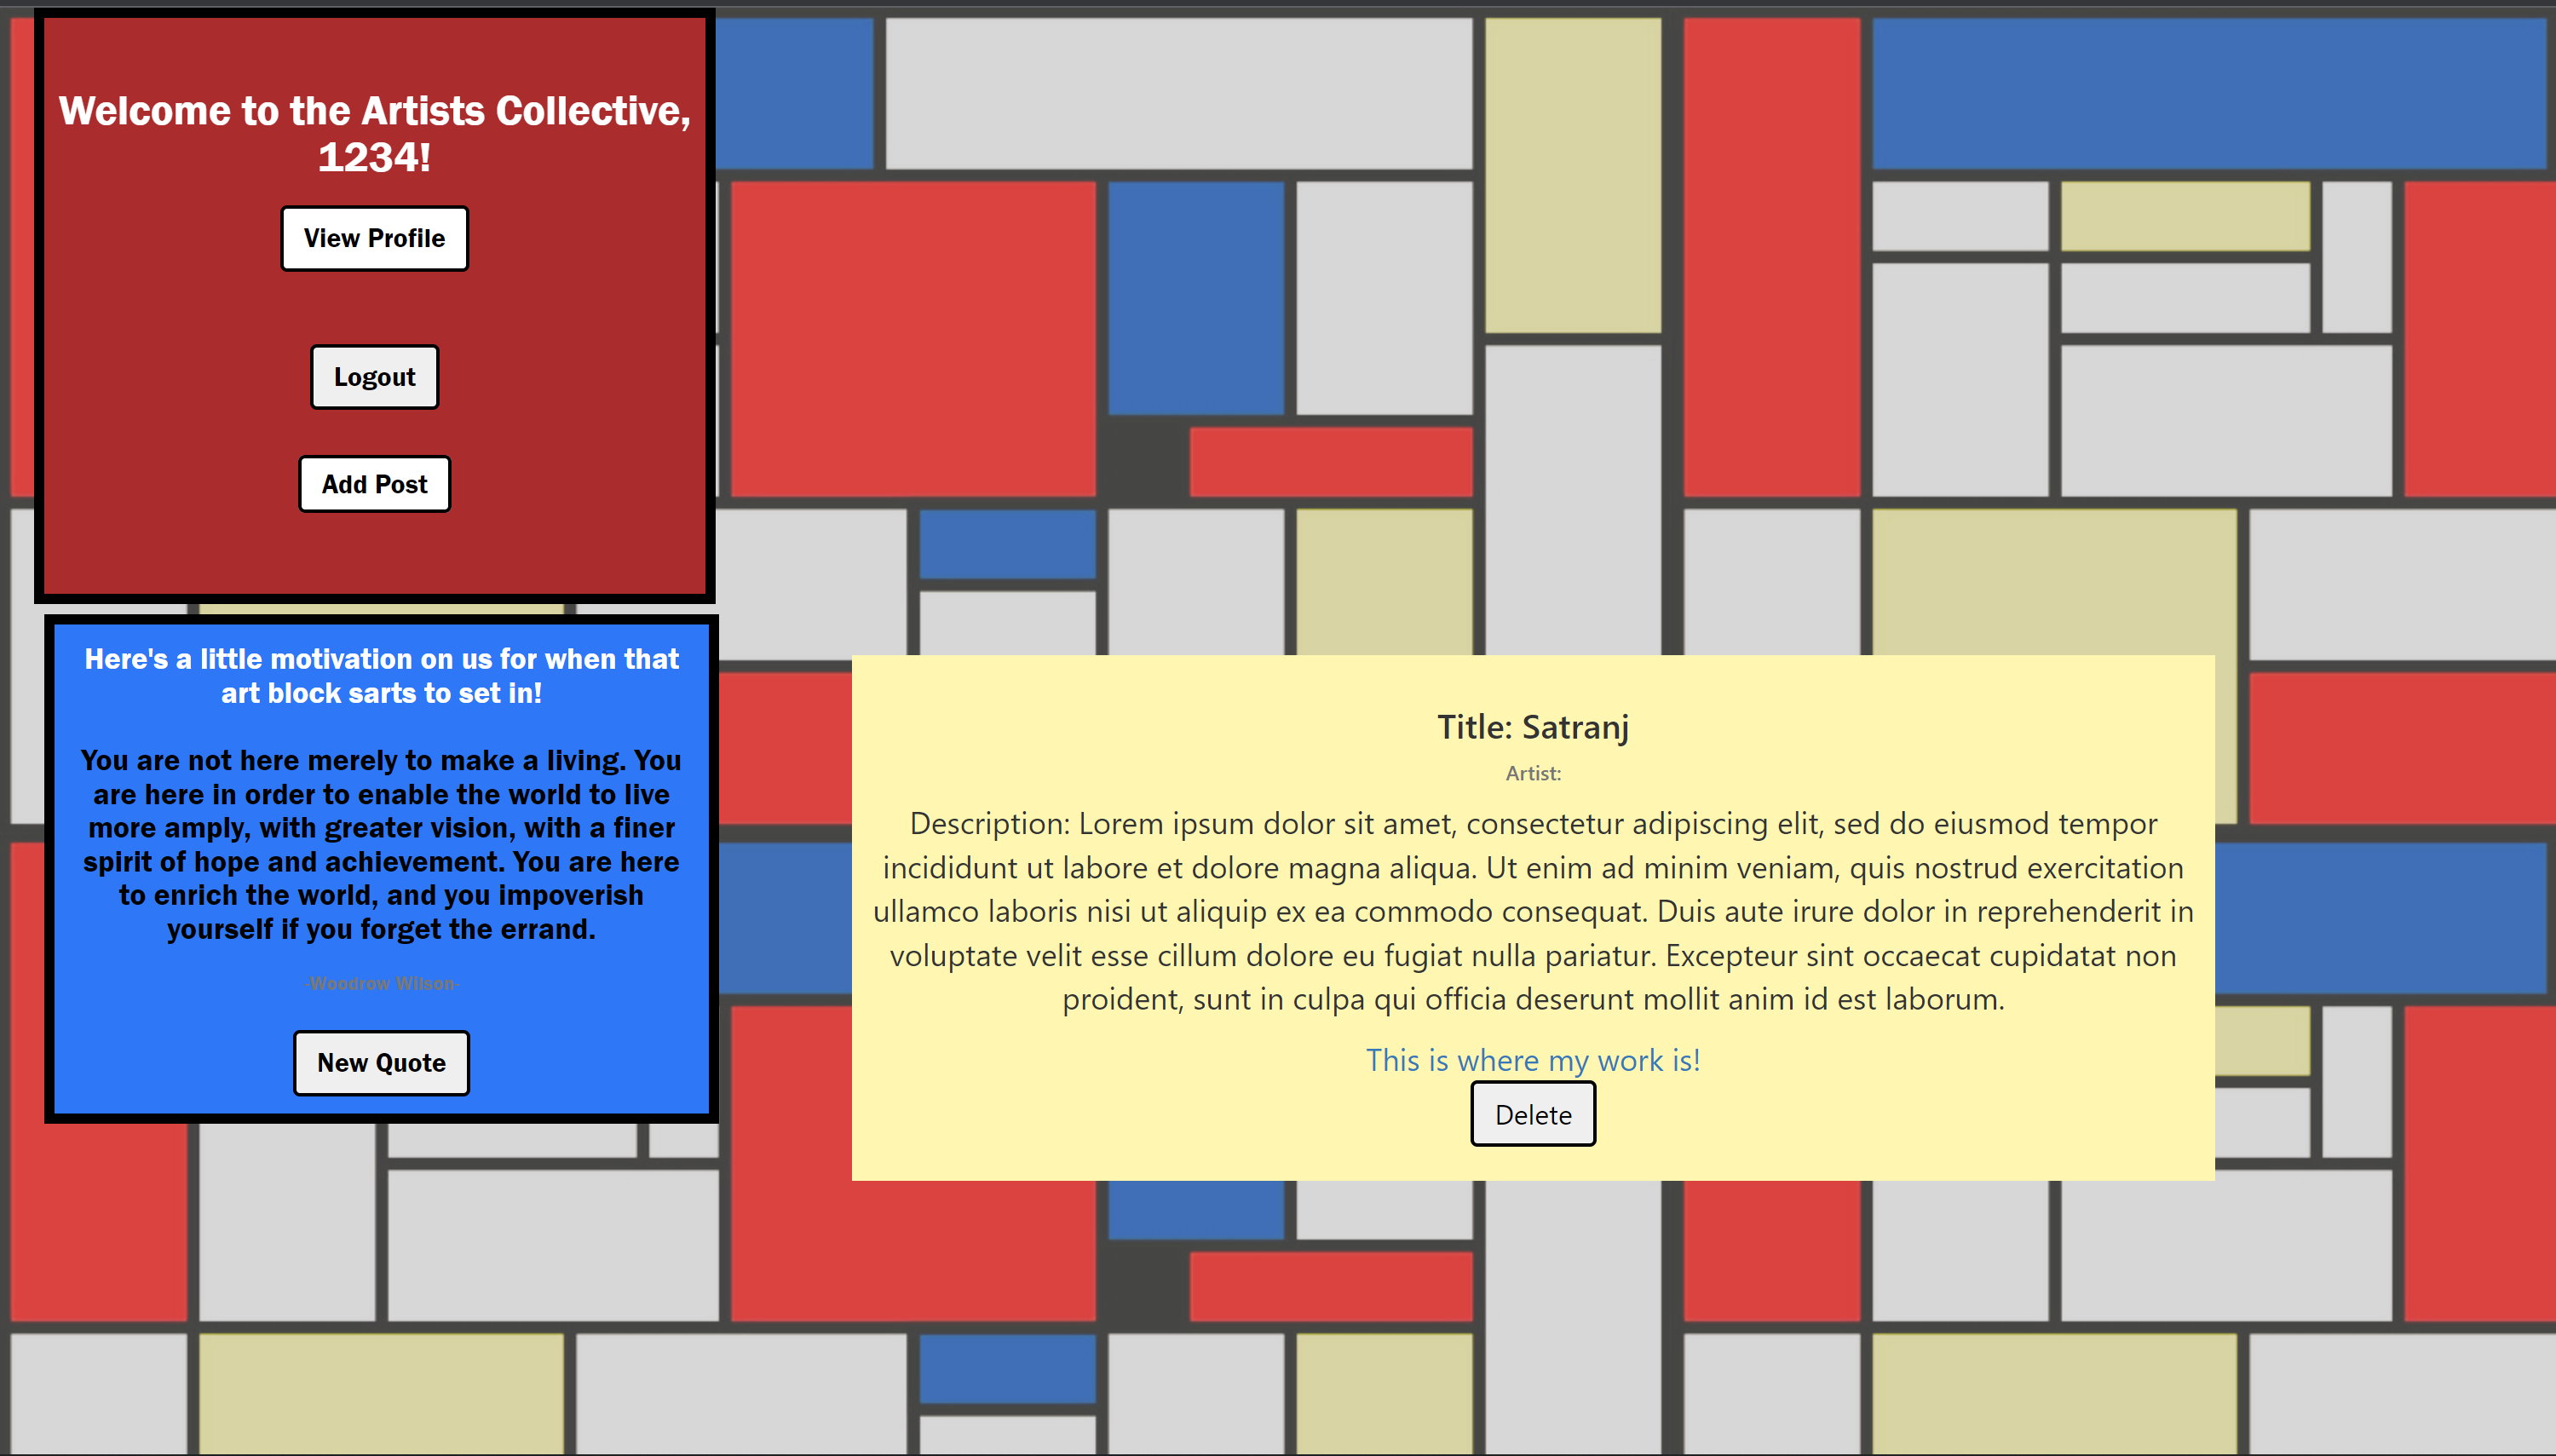 Welcome to the Artists Collective,
1234!
View Profile
Logout
Add Post
Here's a little motivation on us for when that
art block sarts to set in!
You are not here merely to make a living. You
are here in order to enable the world to live
more amply, with greater vision, with a finer
spirit of hope and achievement. You are here
to enrich the world, and you impoverish
yourself if you forget the errand.
-Woodrow Wilson-
New Quote
Title: Satranj
Artist:
Description: Lorem ipsum dolor sit amet, consectetur adipiscing elit, sed do eiusmod tempor
incididunt ut labore et dolore magna aliqua. Ut enim ad minim veniam, quis nostrud exercitation
ullamco laboris nisi ut aliquip ex ea commodo consequat. Duis aute irure dolor in reprehenderit in
voluptate velit esse cillum dolore eu fugiat nulla pariatur. Excepteur sint occaecat cupidatat non
proident, sunt in culpa qui officia deserunt mollit anim id est laborum.
This is where my work is!
Delete